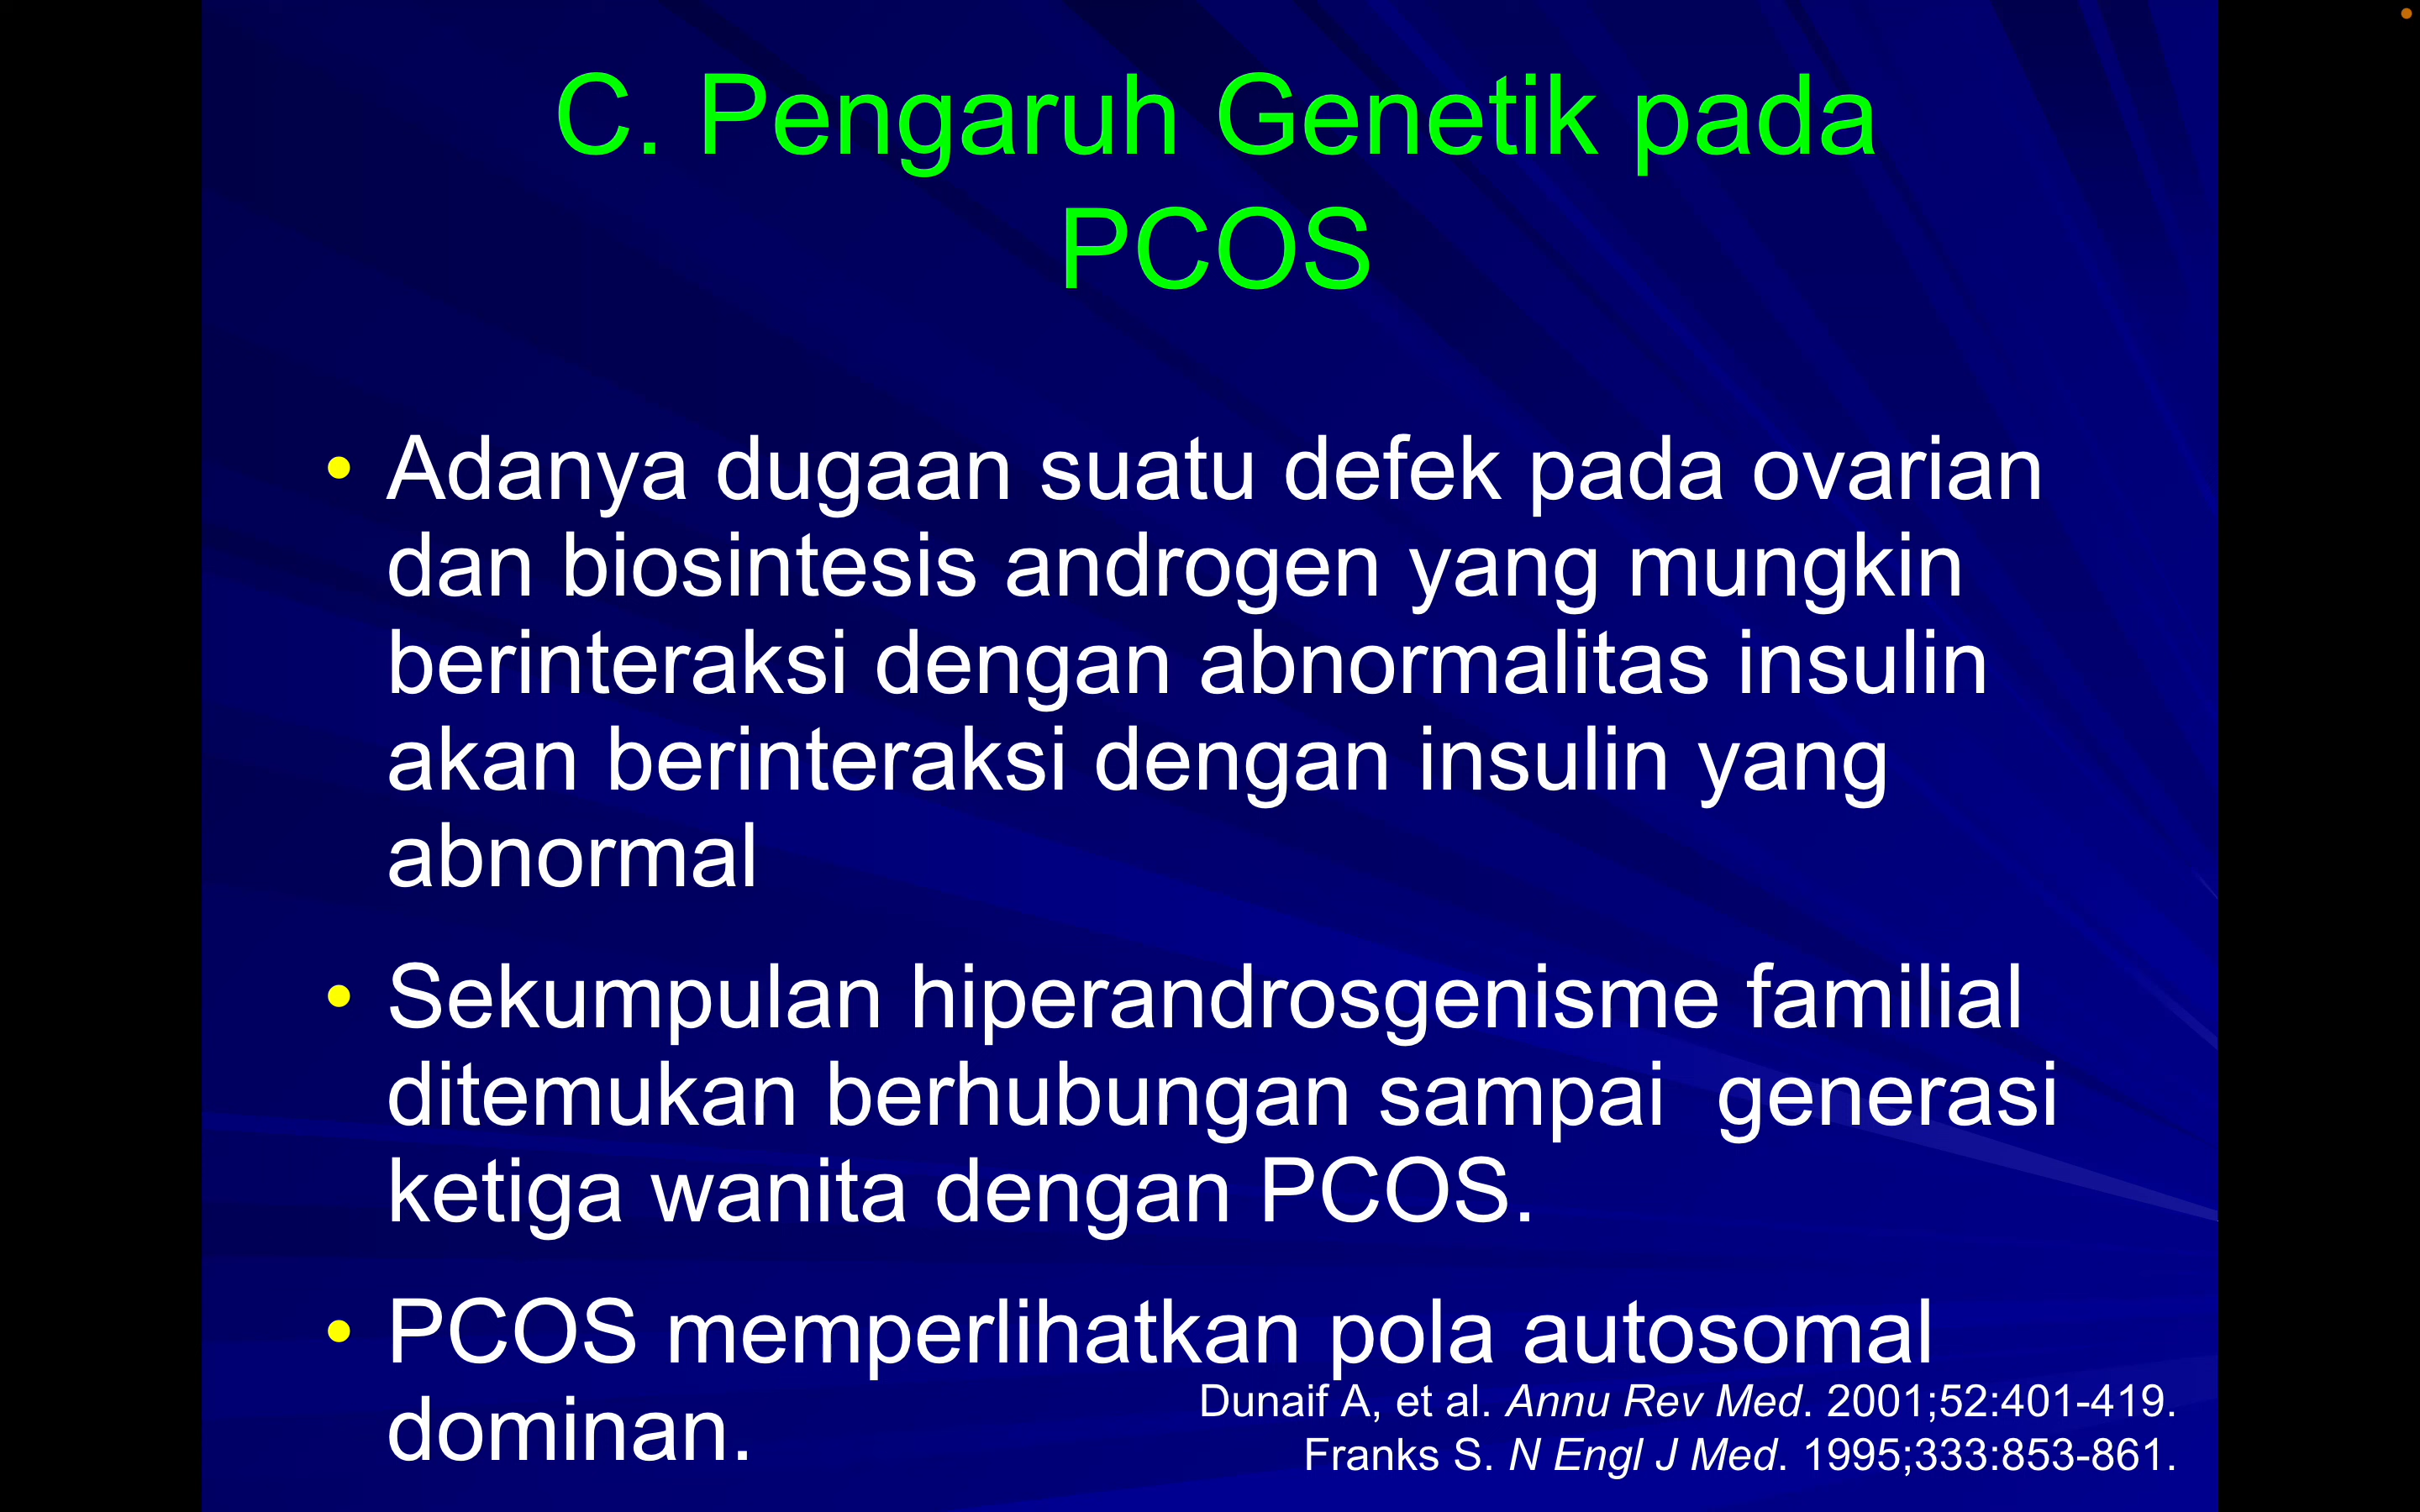 C. Pengaruh Genetik pada
PCOS
• Adanya dugaan suatu defek pada ovarian
dan biosintesis androgen yang mungkin
berinteraksi dengan abnormalitas insulin
akan berinteraksi dengan insulin yang
abnormal
• Sekumpulan hiperandrosgenisme familial
ditemukan berhubungan sampai  generasi
ketiga wanita dengan PCOS.
• PCOS memperlihatkan pola autosomal
dominan.
Dunaif A, et al. Annu Rev Med. 2001;52:401-419.
Franks S. N Engl J Med. 1995;333:853-861.